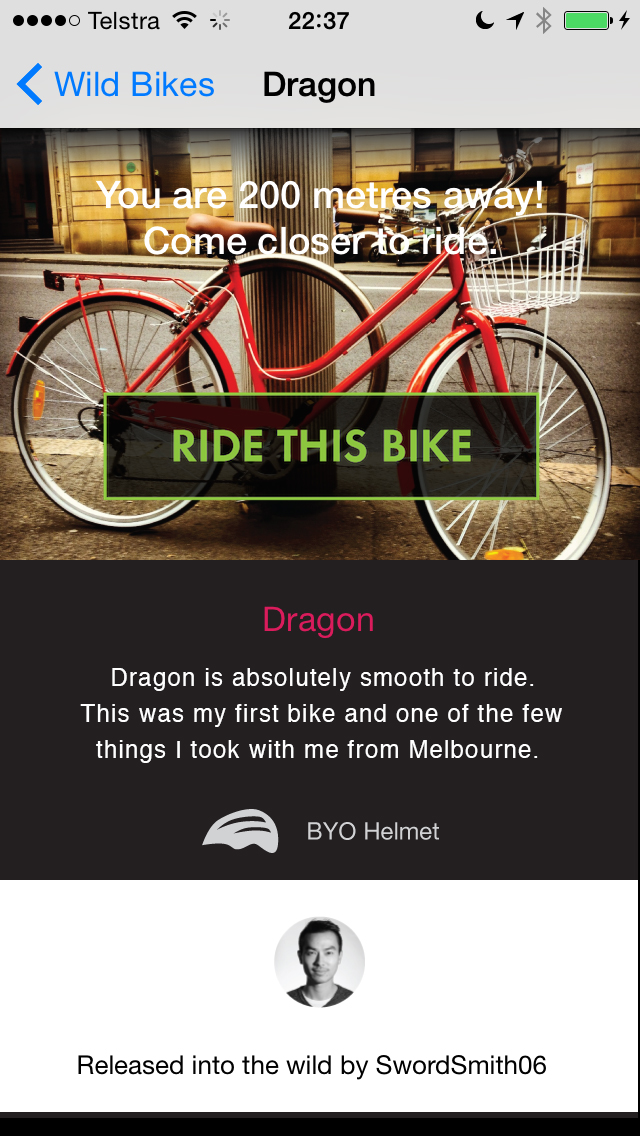 Telstra 22:37
Wild Bikes Dragon
You are 200 metres away!
Come closer to ride.
RIDE THIS BIKE
Dragon
Dragon is absolutely smooth to ride.
This was my first bike and one of the few
things I took with me from Melbourne.
BYO Helmet
Released into the wild by SwordSmith06